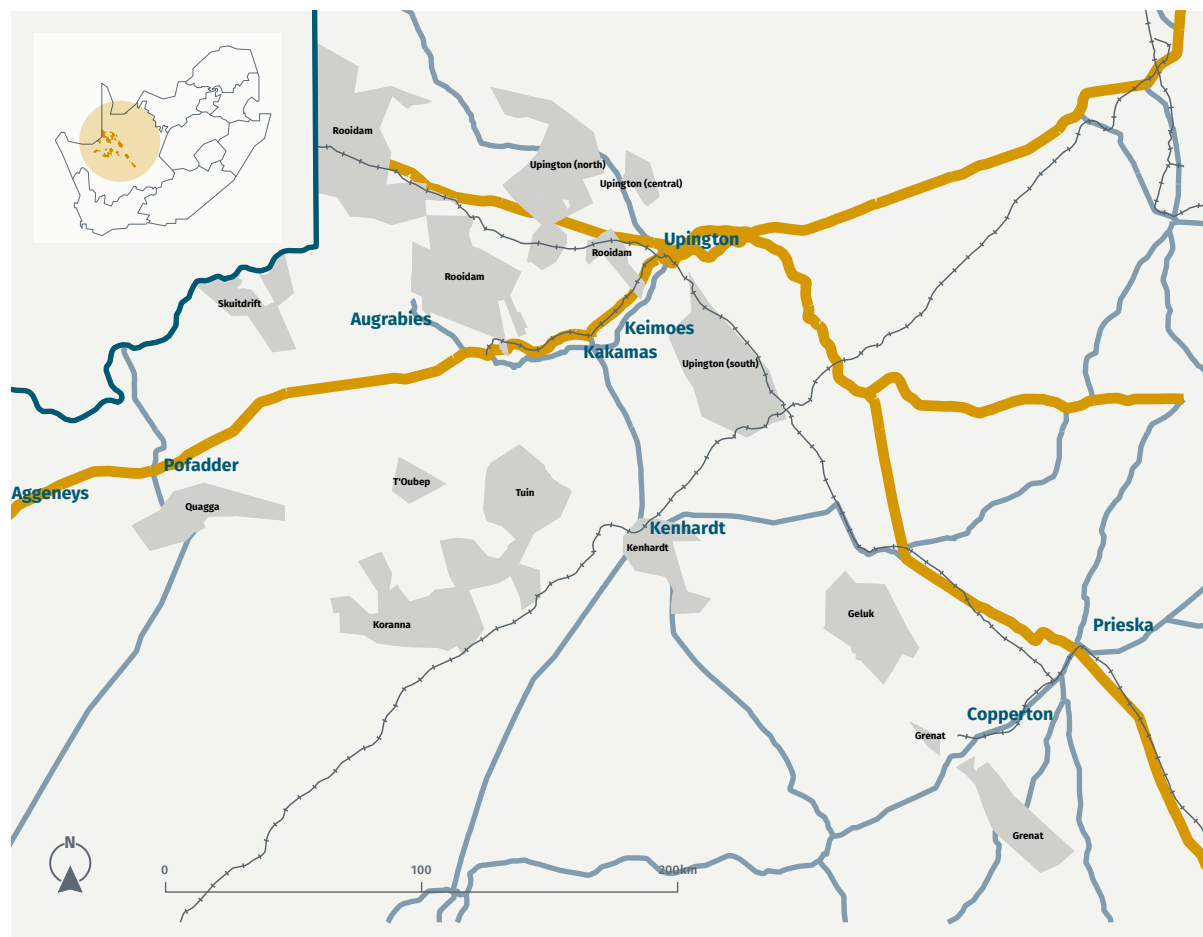 Rooidam
Upington (north)
Upington (central)
Upington
Rooidam
Rooidam
Skuitdrift
Augrabies
Keimoes
Kakamas
Upington (south)
Pofadder
Aggeneys
T'Oubep
Tuin
Quagga
Kenhardt
Kenhardt
Koranna
Geluk
Prieska
Copperton
Grenat
Grenat
N
0
100
200km